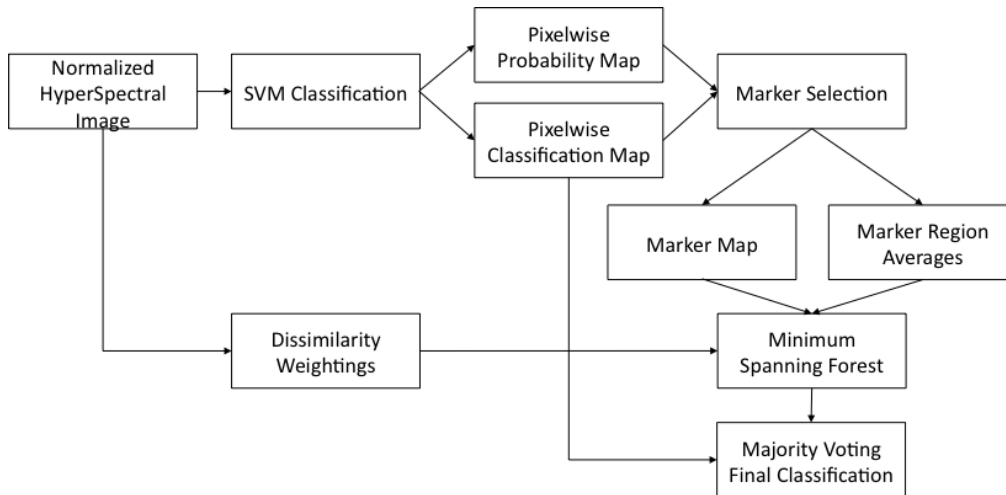 Normalized
HyperSpectral
Image
SVM Classification
Pixelwise
Probability Map
Pixelwise
Classification Map
Marker Selection
Marker Map
Marker Region
Averages
Dissimilarity
Weightings
Minimum
Spanning Forest
Majority Voting
Final Classification